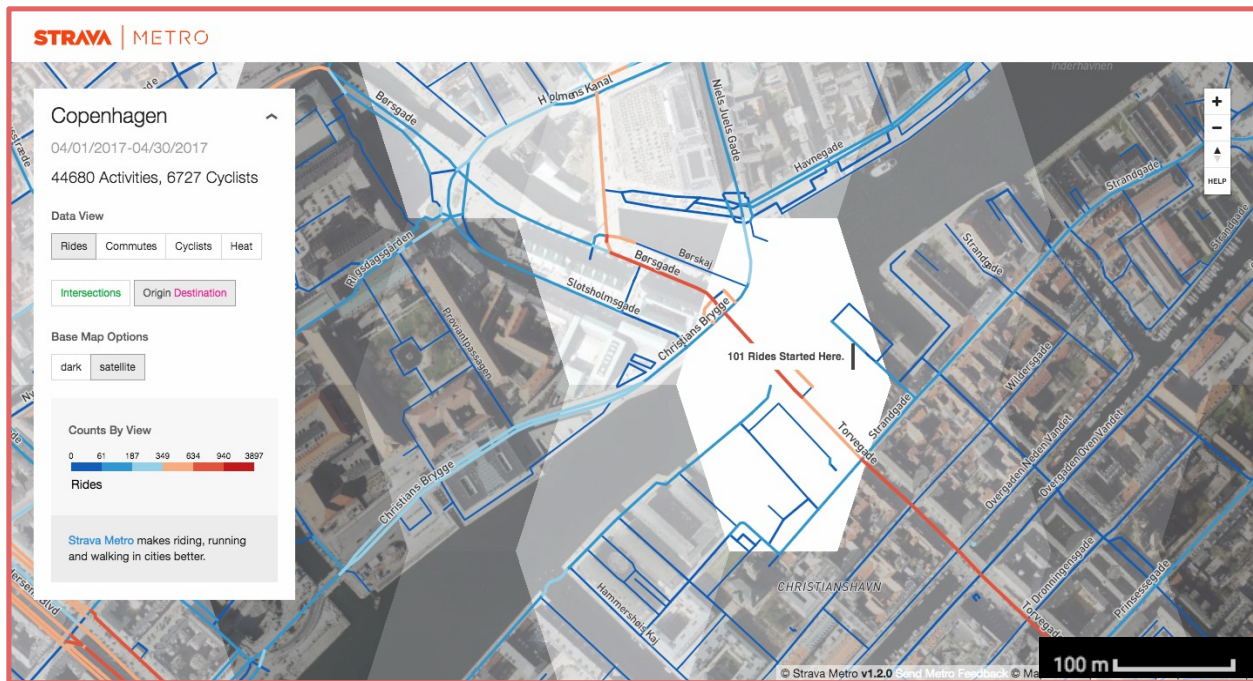 STRAVA | METRO
Copenhagen
04/01/2017-04/30/2017
44680 Activities, 6727 Cyclists
Data View
Rides
Commutes
Cyclists
Heat
Intersections
Origin Destination
Base Map Options
dark
satellite
Counts By View
0 61 187 349 634 940 3897
Rides
Strava Metro makes riding, running
and walking in cities better.
Inderhavnen
Børsgade
Holmens Kanal
Niels Juels Gade
Havnegade
Strandgade
Strandgade
Strandgade
Rigsdagsgården
Børskaj
Børsgade
Slotsholmsgade
Proviantpassagen
Christians Brygge
101 Rides Started Here.
Wildersgade
Torvegade
Strandgade
Overgaden Neden Vandet
Overgaden Oven Vandet
Christians Brygge
CHRISTIANSHAVN
Dronningensgade
Prinsessegade
Hammershøis Kaj
Torvegade
+
−
HELP
© Strava Metro v1.2.0 Send Metro Feedback © Ma
100 m